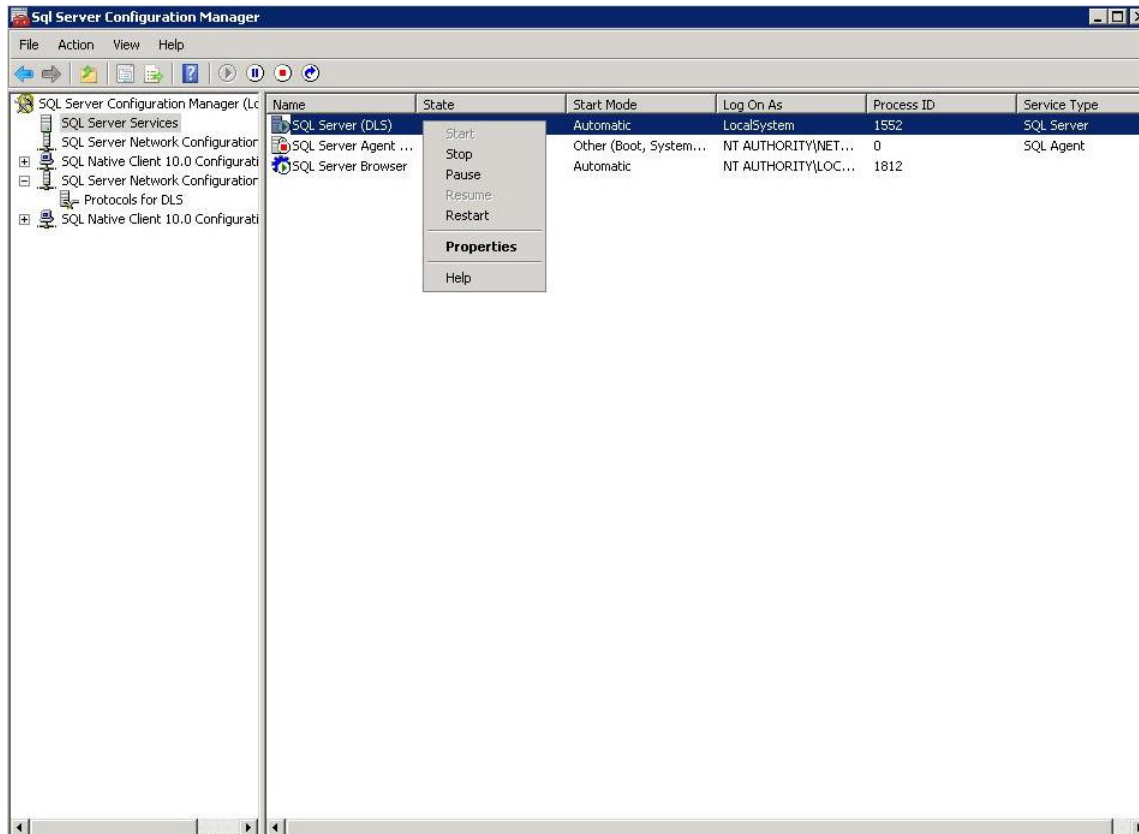 Sql Server Configuration Manager
File Action View Help
SQL Server Configuration Manager (Lc
SQL Server Services
SQL Server Network Configuration
SQL Native Client 10.0 Configurati
SQL Server Network Configuration
Protocols for DLS
SQL Native Client 10.0 Configurati
Name State Start Mode Log On As Process ID Service Type
SQL Server (DLS) Automatic LocalSystem 1552 SQL Server
SQL Server Agent ... Other (Boot, System... NT AUTHORITY\NET... 0 SQL Agent
SQL Server Browser Automatic NT AUTHORITY\LOC... 1812
Start
Stop
Pause
Resume
Restart
Properties
Help